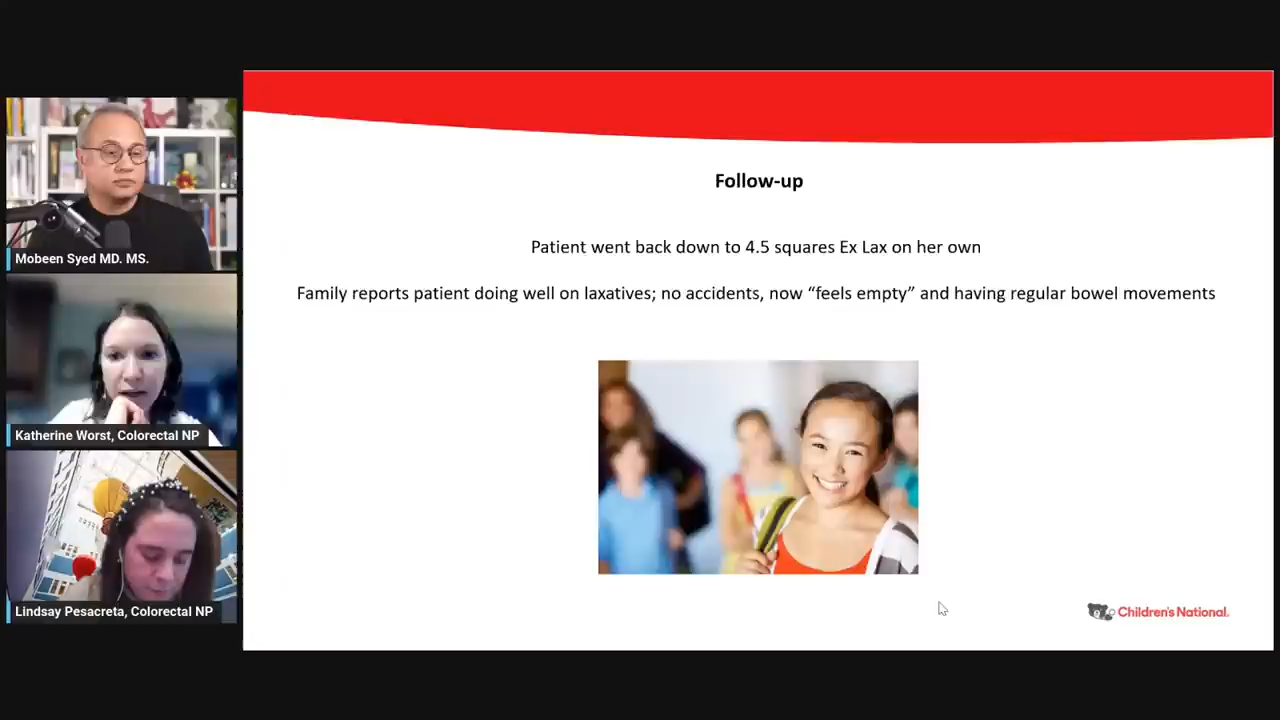 Mobeen Syed MD. MS.
Katherine Worst, Colorectal NP
Lindsay Pesacreta, Colorectal NP
Follow-up
Patient went back down to 4.5 squares Ex Lax on her own
Family reports patient doing well on laxatives; no accidents, now “feels empty” and having regular bowel movements
Children's National.